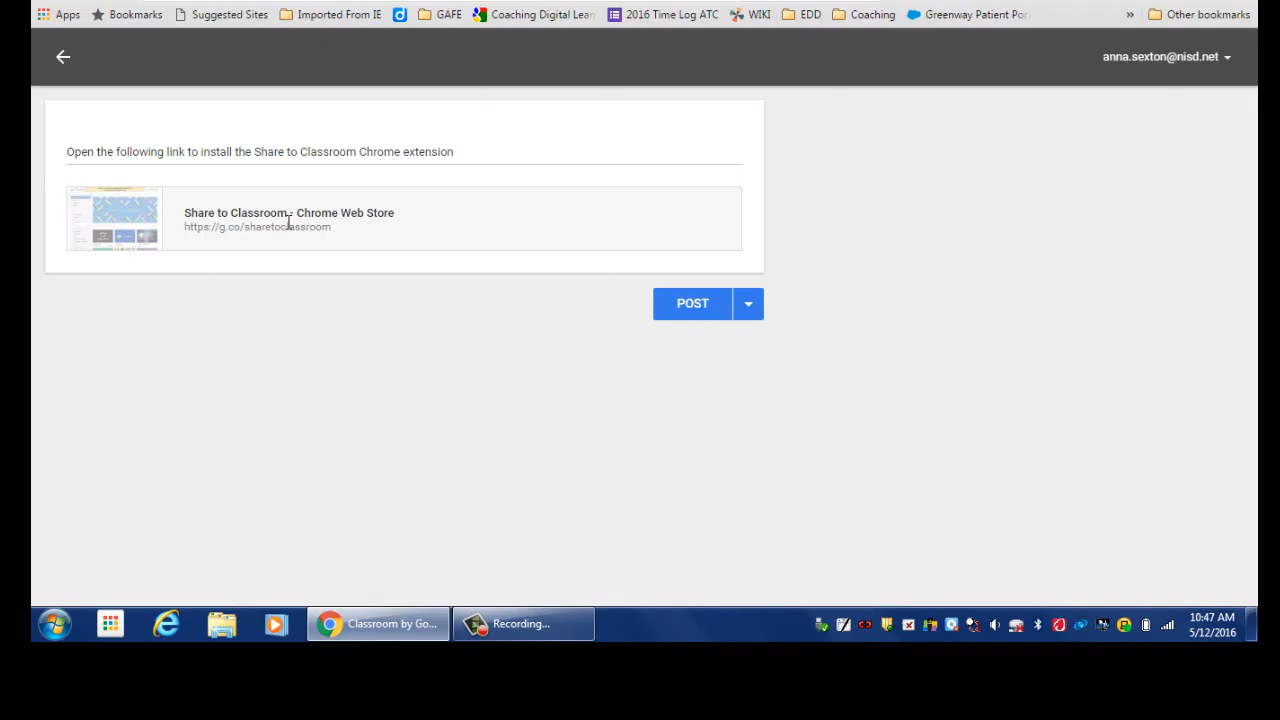 Apps Bookmarks Suggested Sites Imported From IE GAFE Coaching Digital Lear 2016 Time Log ATC WIKI EDD Coaching Greenway Patient Por » Other bookmarks
anna.sexton@nisd.net
Open the following link to install the Share to Classroom Chrome extension
Share to Classroom - Chrome Web Store
https://g.co/sharetoclassroom
POST
Classroom by Go... Recording... 10:47 AM
5/12/2016